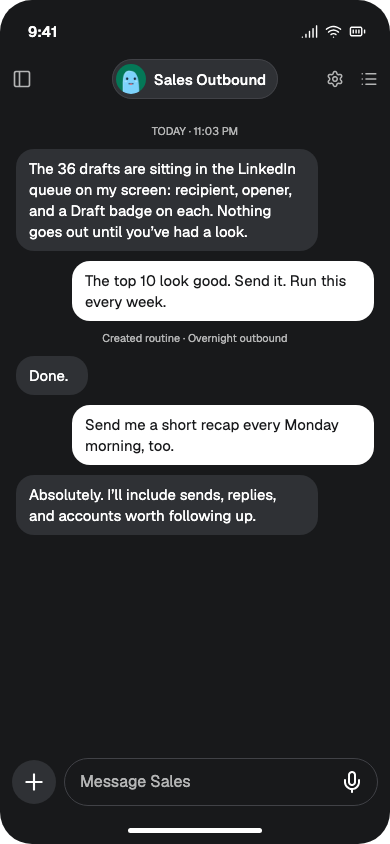 9:41
Sales Outbound
TODAY · 11:03 PM
The 36 drafts are sitting in the LinkedIn
queue on my screen: recipient, opener,
and a Draft badge on each. Nothing
goes out until you’ve had a look.
The top 10 look good. Send it. Run this
every week.
Created routine · Overnight outbound
Done.
Send me a short recap every Monday
morning, too.
Absolutely. I’ll include sends, replies,
and accounts worth following up.
Message Sales